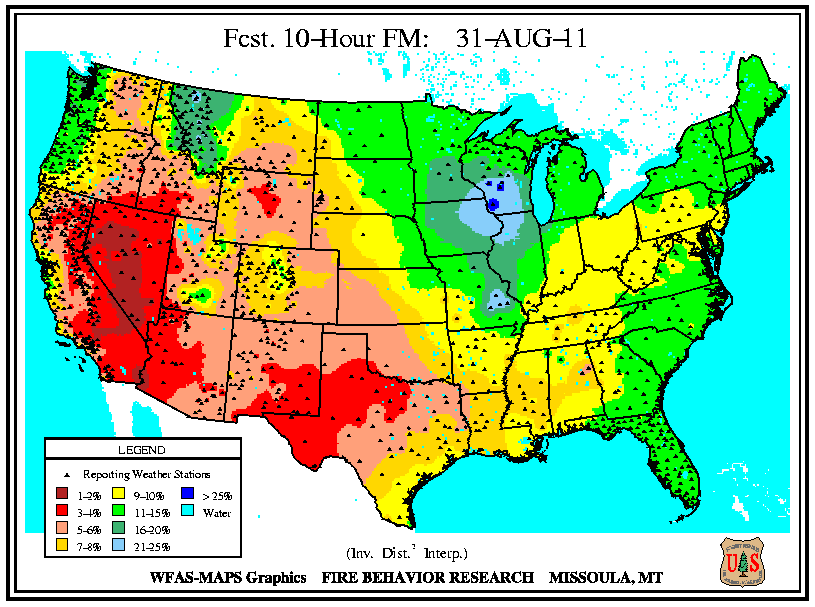 Fcst. 10-Hour FM: 31-AUG-11
LEGEND
Reporting Weather Stations
1-2% 9-10% > 25%
3-4% 11-15% Water
5-6% 16-20%
7-8% 21-25%
(Inv. Dist.² Interp.)
WFAS-MAPS Graphics FIRE BEHAVIOR RESEARCH MISSOULA, MT
U S